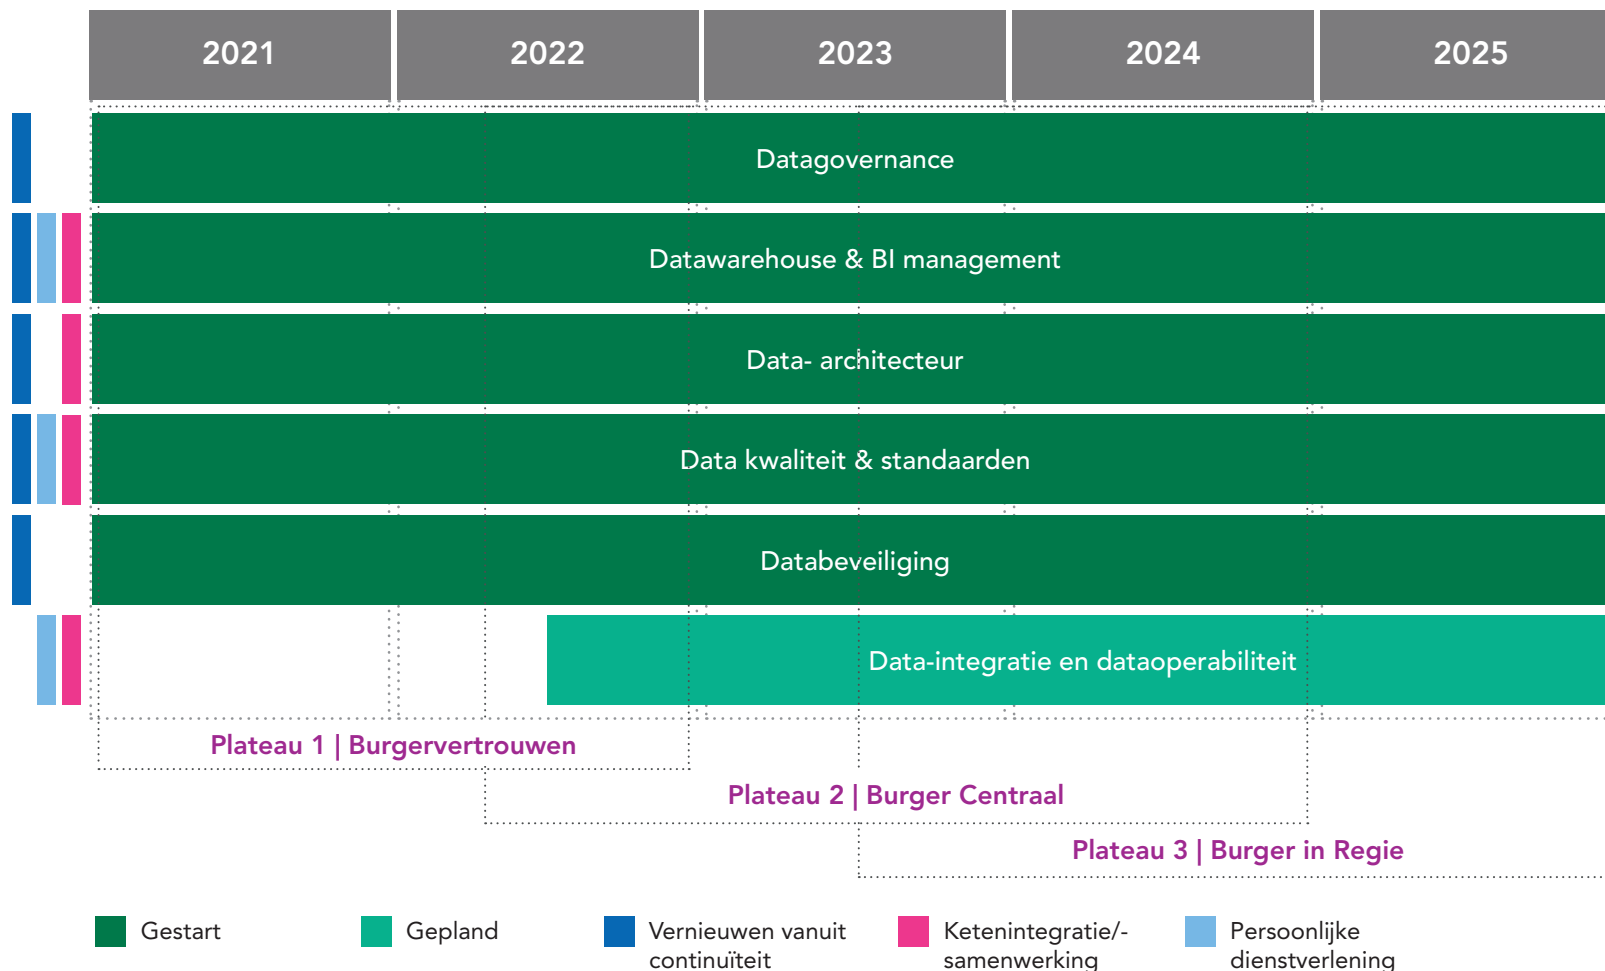 2021
2022
2023
2024
2025
Datagovernance
Datawarehouse & BI management
Data- architecteur
Data kwaliteit & standaarden
Databeveiliging
Data-integratie en dataoperabiliteit
Plateau 1 | Burgervertrouwen
Plateau 2 | Burger Centraal
Plateau 3 | Burger in Regie
Gestart
Gepland
Vernieuwen vanuit
continuïteit
Ketenintegratie/-
samenwerking
Persoonlijke
dienstverlening